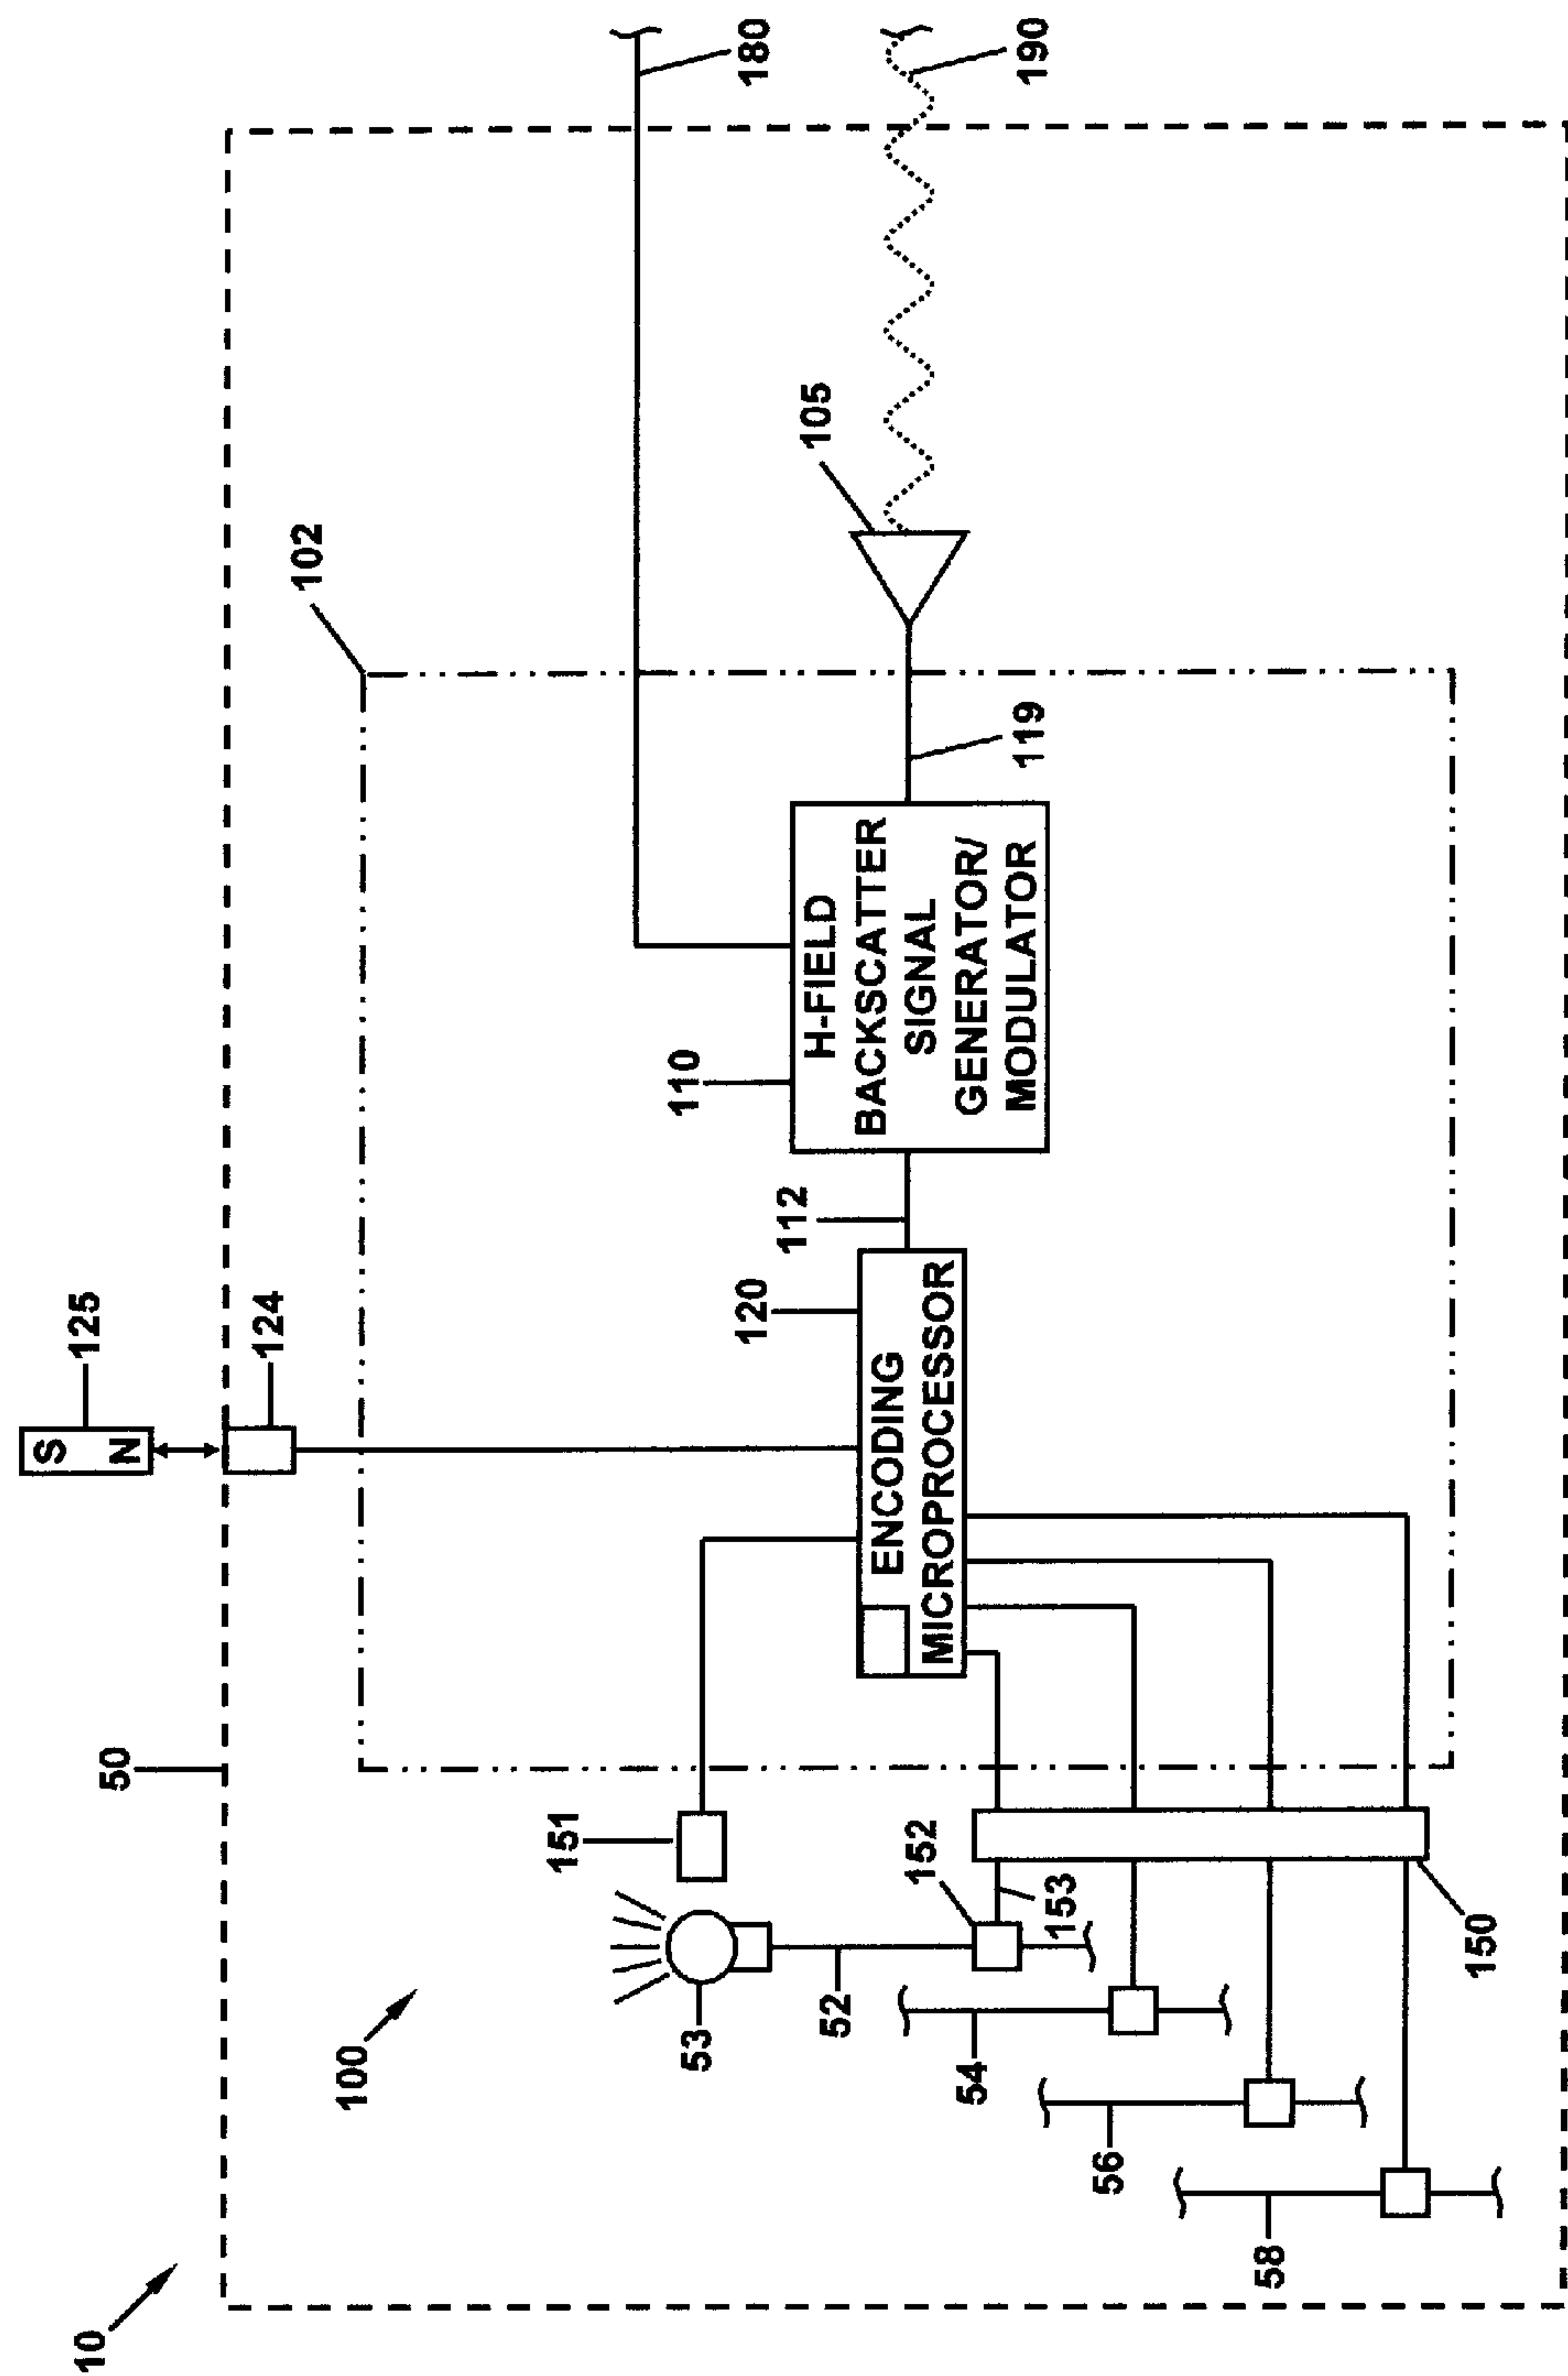 10
50
125
S
N
124
102
180
190
105
100
151
53
110
H-FIELD
BACKSCATTER
SIGNAL
GENERATOR/
MODULATOR
119
112
120
ENCODING
MICROPROCESSOR
152
153
52
54
56
58
150